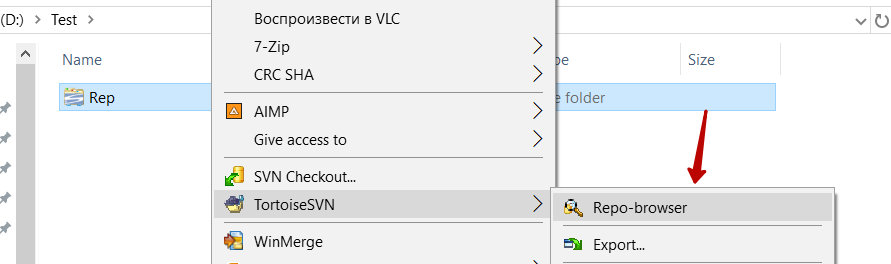 (D:) > Test >
Воспроизвести в VLC
Name
Size
7-Zip
CRC SHA
Rep
folder
AIMP
Give access to
SVN Checkout...
TortoiseSVN
Repo-browser
WinMerge
Export...